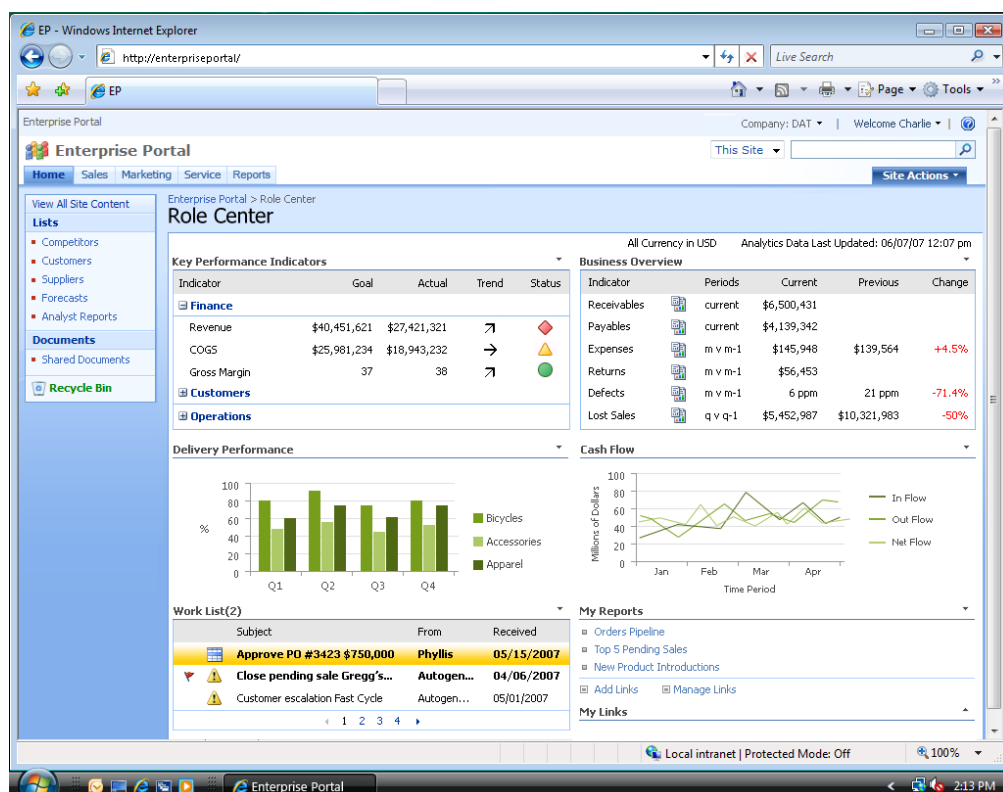 EP - Windows Internet Explorer
http://enterpriseportal/
Live Search
EP
Page
Tools
Enterprise Portal
Company: DAT
Welcome Charlie
Enterprise Portal
This Site
Home Sales Marketing Service Reports
Site Actions
View All Site Content
Lists
Competitors
Customers
Suppliers
Forecasts
Analyst Reports
Documents
Shared Documents
Recycle Bin
Enterprise Portal > Role Center
Role Center
All Currency in USD Analytics Data Last Updated: 06/07/07 12:07 pm
Key Performance Indicators
Indicator Goal Actual Trend Status
Finance
Revenue $40,451,621 $27,421,321
COGS $25,981,234 $18,943,232
Gross Margin 37 38
Customers
Operations
Business Overview
Indicator Periods Current Previous Change
Receivables current $6,500,431
Payables current $4,139,342
Expenses m v m-1 $145,948 $139,564 +4.5%
Returns m v m-1 $56,453
Defects m v m-1 6 ppm 21 ppm -71.4%
Lost Sales q v q-1 $5,452,987 $10,321,983 -50%
Delivery Performance
100
80
60
40
20
0
%
Q1 Q2 Q3 Q4
Bicycles
Accessories
Apparel
Cash Flow
Millions of Dollars
100
80
60
40
20
0
Jan Feb Mar Apr
Time Period
In Flow
Out Flow
Net Flow
Work List(2)
Subject From Received
Approve PO #3423 $750,000 Phyllis 05/15/2007
Close pending sale Gregg's... Autogen... 04/06/2007
Customer escalation Fast Cycle Autogen... 05/01/2007
1 2 3 4
My Reports
Orders Pipeline
Top 5 Pending Sales
New Product Introductions
Add Links Manage Links
My Links
Local intranet | Protected Mode: Off
100%
Enterprise Portal
2:13 PM